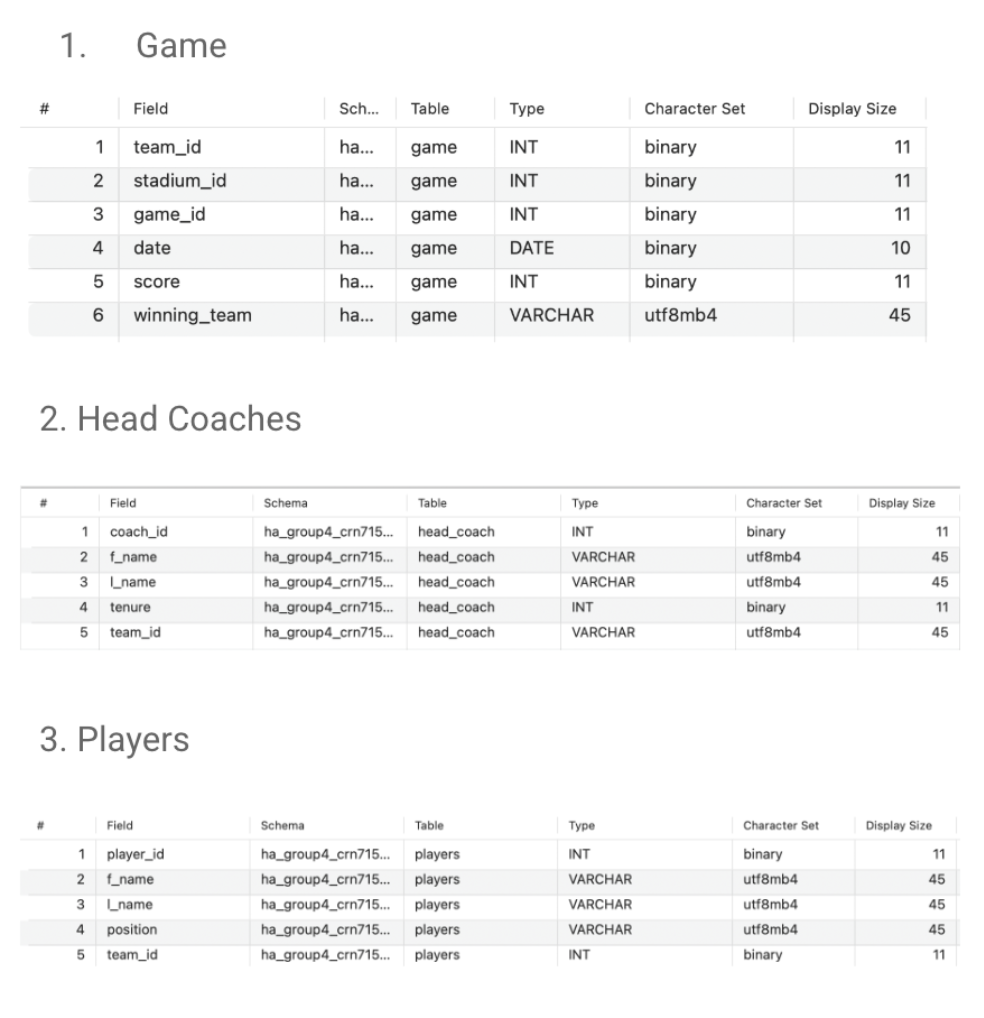 1. Game
# Field Sch... Table Type Character Set Display Size
1 team_id ha... game INT binary 11
2 stadium_id ha... game INT binary 11
3 game_id ha... game INT binary 11
4 date ha... game DATE binary 10
5 score ha... game INT binary 11
6 winning_team ha... game VARCHAR utf8mb4 45
2. Head Coaches
# Field Schema Table Type Character Set Display Size
1 coach_id ha_group4_crn715... head_coach INT binary 11
2 f_name ha_group4_crn715... head_coach VARCHAR utf8mb4 45
3 l_name ha_group4_crn715... head_coach VARCHAR utf8mb4 45
4 tenure ha_group4_crn715... head_coach INT binary 11
5 team_id ha_group4_crn715... head_coach VARCHAR utf8mb4 45
3. Players
# Field Schema Table Type Character Set Display Size
1 player_id ha_group4_crn715... players INT binary 11
2 f_name ha_group4_crn715... players VARCHAR utf8mb4 45
3 l_name ha_group4_crn715... players VARCHAR utf8mb4 45
4 position ha_group4_crn715... players VARCHAR utf8mb4 45
5 team_id ha_group4_crn715... players INT binary 11